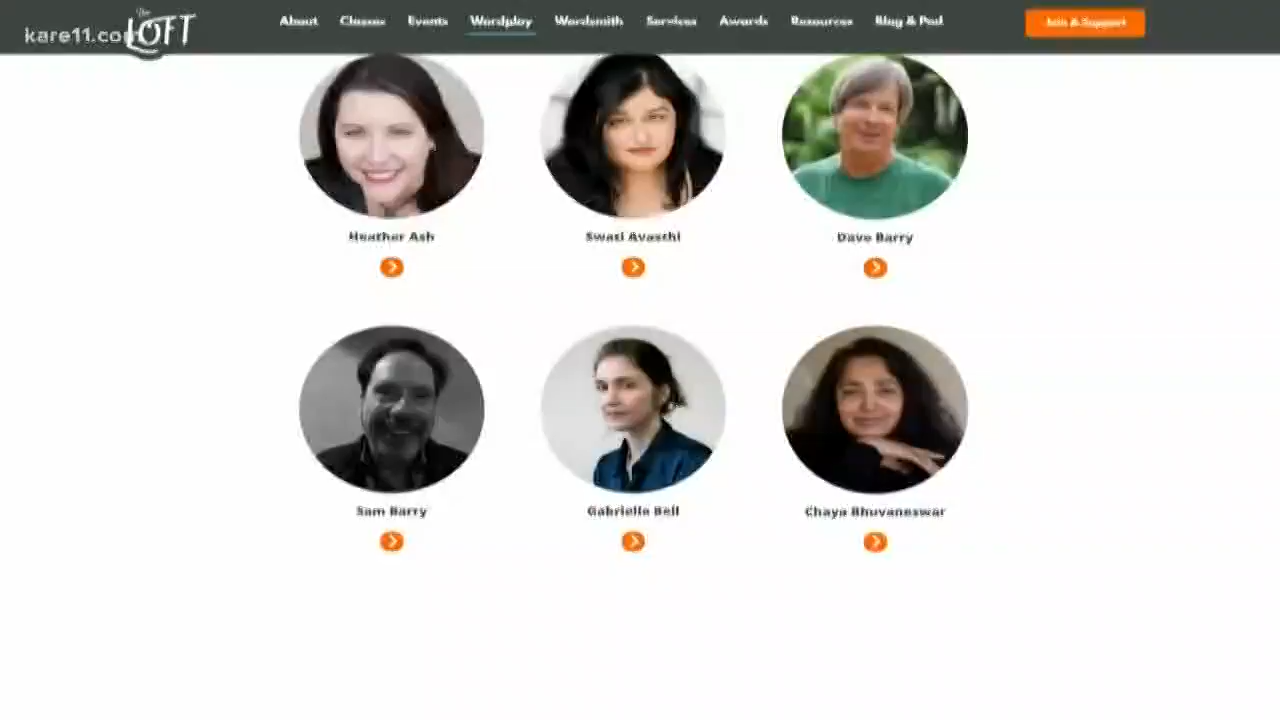 kare11.com
The
LOFT
About Classes Events Wordplay Wordsmith Services Awards Resources Blog & Pod
Join & Support
Heather Ash Swati Avasthi Dave Barry
Sam Barry Gabrielle Bell Chaya Bhuvaneswar